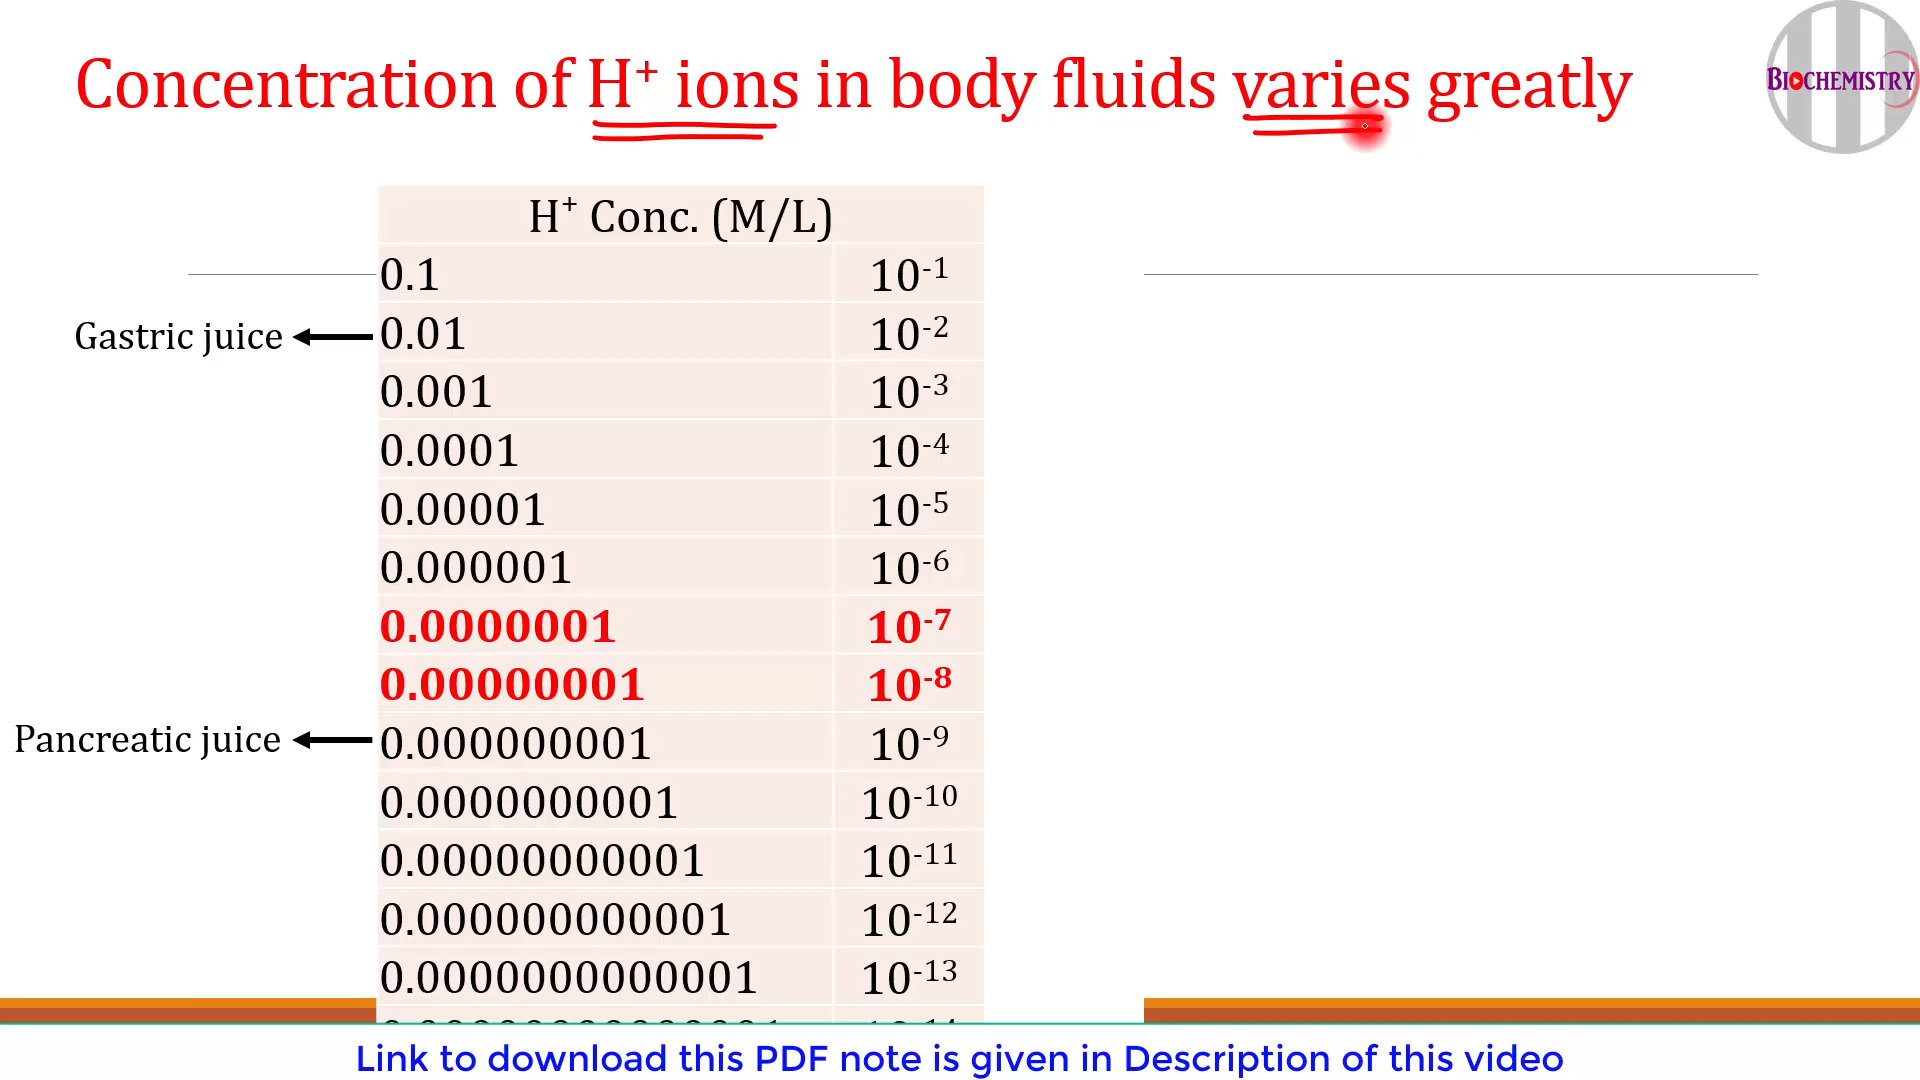 Concentration of H⁺ ions in body fluids varies greatly
BIOCHEMISTRY
H⁺ Conc. (M/L)
0.1 10⁻¹
Gastric juice 0.01 10⁻²
0.001 10⁻³
0.0001 10⁻⁴
0.00001 10⁻⁵
0.000001 10⁻⁶
0.0000001 10⁻⁷
0.00000001 10⁻⁸
Pancreatic juice 0.000000001 10⁻⁹
0.0000000001 10⁻¹⁰
0.00000000001 10⁻¹¹
0.000000000001 10⁻¹²
0.0000000000001 10⁻¹³
Link to download this PDF note is given in Description of this video